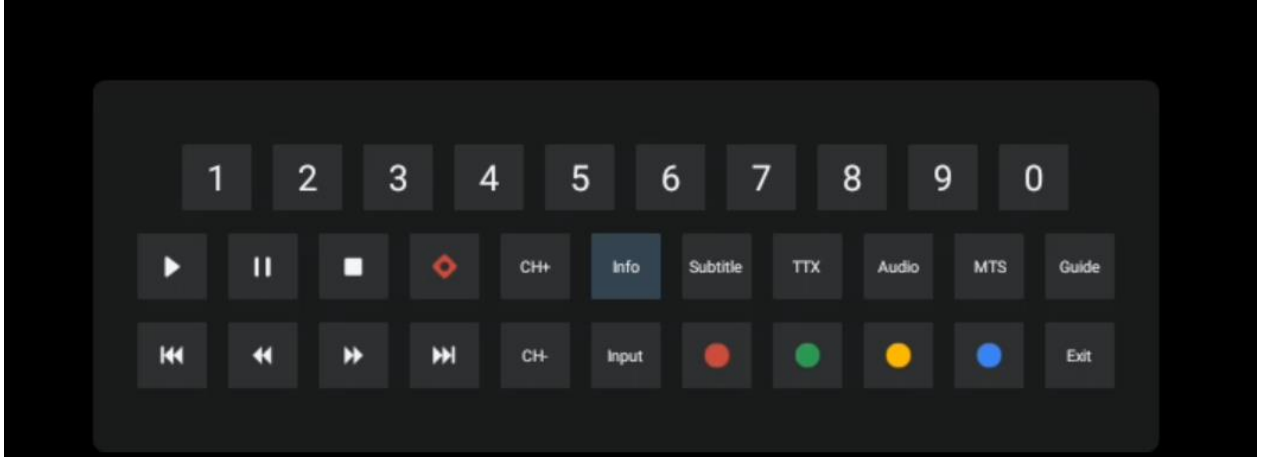 1 2 3 4 5 6 7 8 9 0
CH+ Info Subtitle TTX Audio MTS Guide
CH- Input Exit